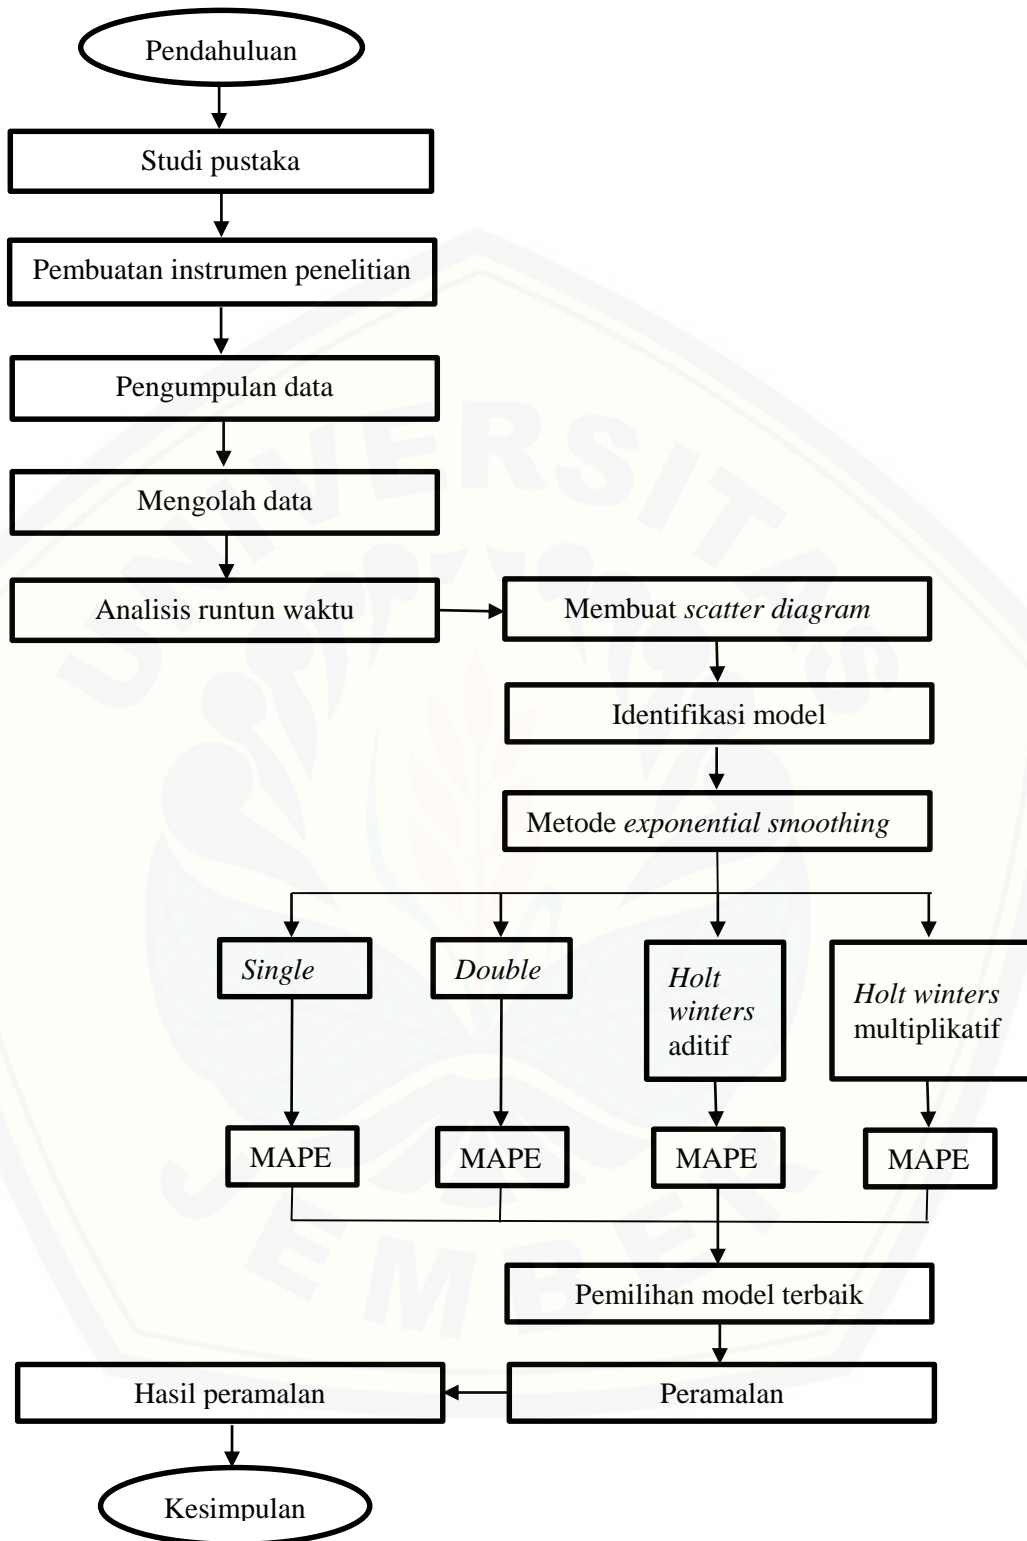 Pendahuluan
Studi pustaka
Pembuatan instrumen penelitian
Pengumpulan data
Mengolah data
Analisis runtun waktu
Membuat scatter diagram
Identifikasi model
Metode exponential smoothing
Single
Double
Holt
winters
aditif
Holt winters
multiplikatif
MAPE
MAPE
MAPE
MAPE
Pemilihan model terbaik
Peramalan
Hasil peramalan
Kesimpulan
UNIVERSITAS
JEMBER